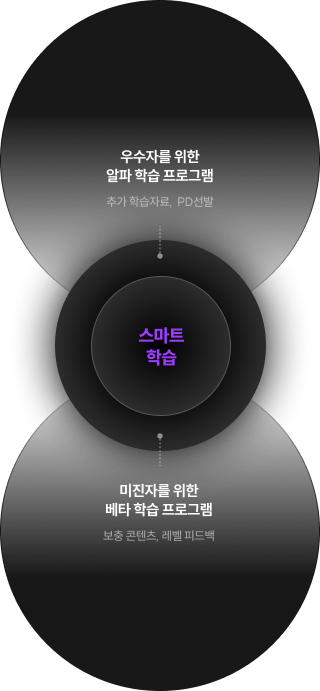 우수자를 위한
알파 학습 프로그램
추가 학습자료, PD선발
스마트
학습
미진자를 위한
베타 학습 프로그램
보충 콘텐츠, 레벨 피드백